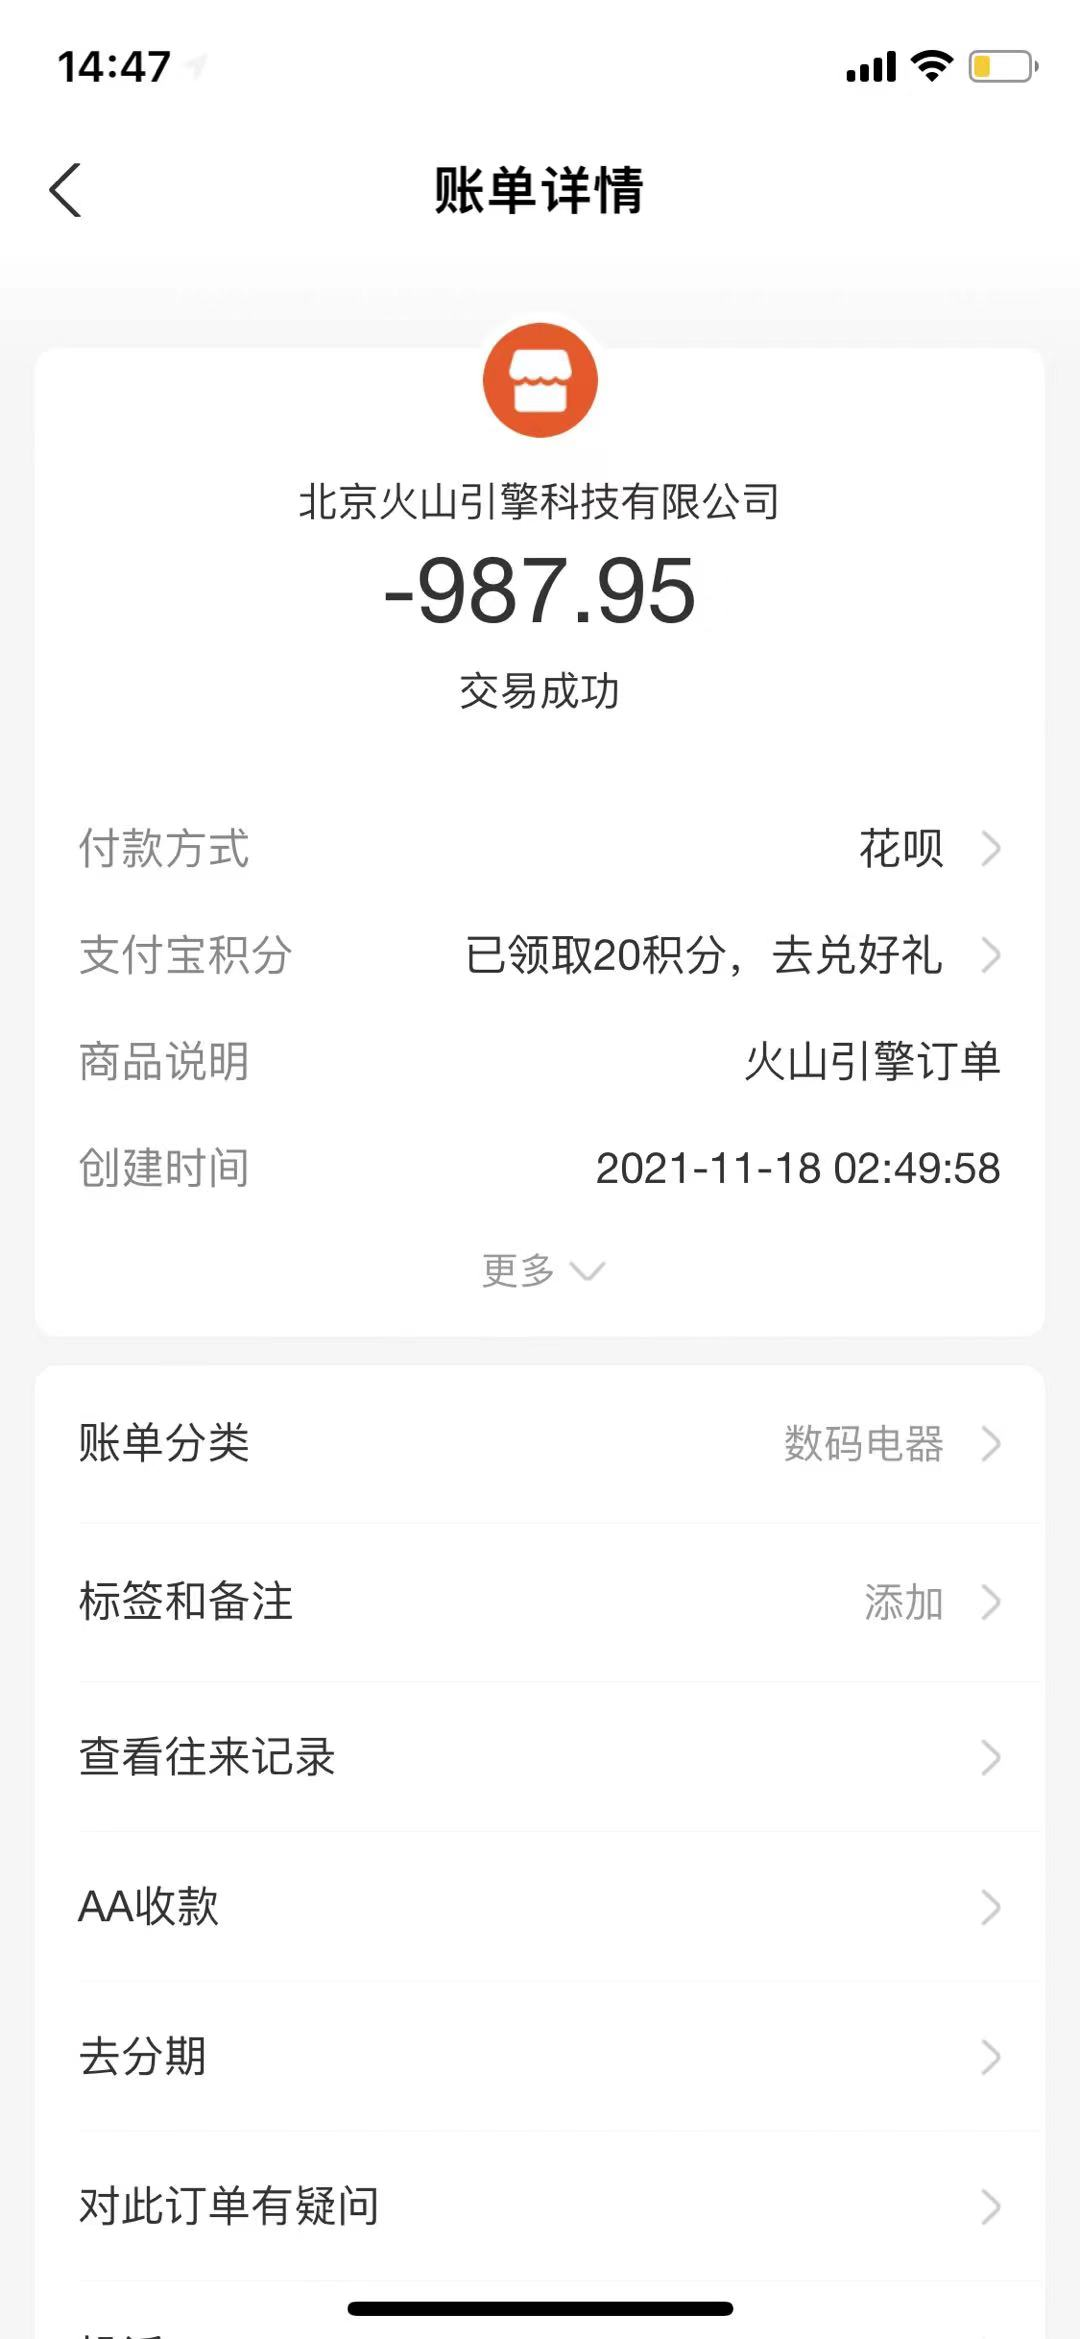 14:47
账单详情
北京火山引擎科技有限公司
-987.95
交易成功
付款方式 花呗
支付宝积分 已领取20积分，去兑好礼
商品说明 火山引擎订单
创建时间 2021-11-18 02:49:58
更多
账单分类 数码电器
标签和备注 添加
查看往来记录
AA收款
去分期
对此订单有疑问